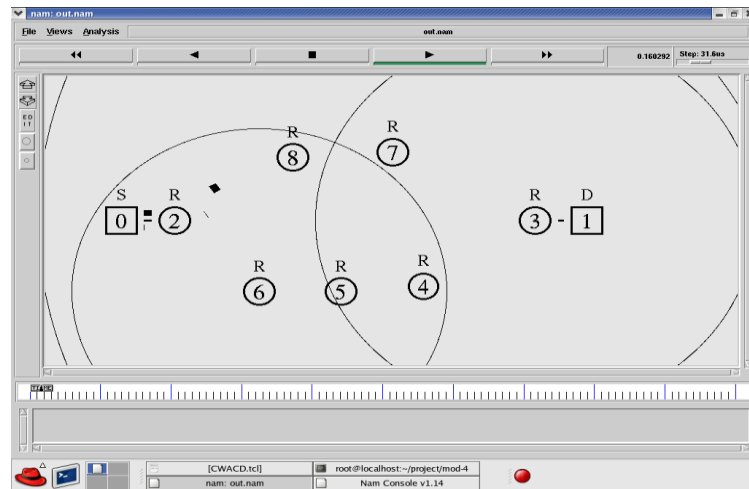 nam: out.nam
File Views Analysis out.nam
0.160292 Step: 31.6us
E D
I T
R
R
8
7
S R
R D
0
2
3
1
R
R
R
6
5
4
TIME
[CWACD.tcl]
root@localhost:~/project/mod-4
nam: out.nam
Nam Console v1.14